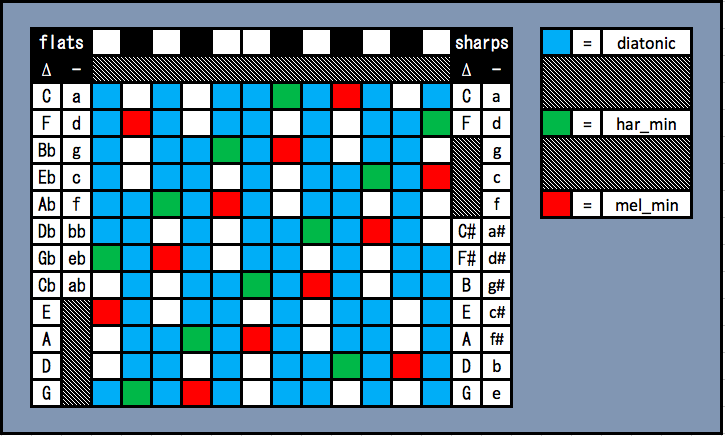 flats sharps
Δ - Δ -
C a C a
F d F d
Bb g g
Eb c c
Ab f f
Db bb C# a#
Gb eb F# d#
Cb ab B g#
E E c#
A A f#
D D b
G G e
= diatonic
= har_min
= mel_min